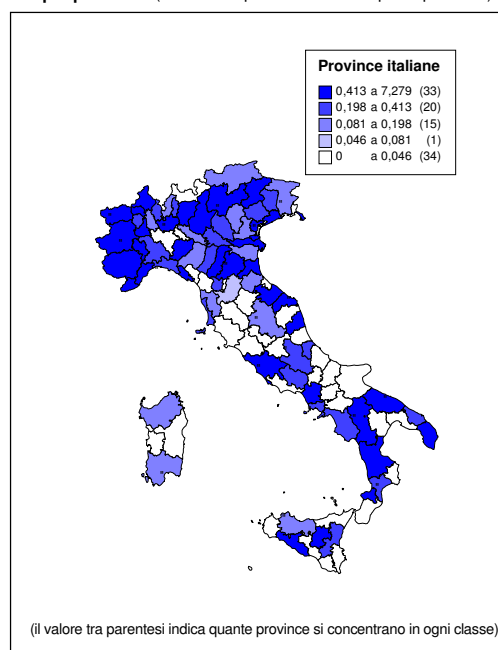 Province italiane
0,413 a 7,279 (33)
0,198 a 0,413 (20)
0,081 a 0,198 (15)
0,046 a 0,081 (1)
0 a 0,046 (34)
(il valore tra parentesi indica quante province si concentrano in ogni classe)